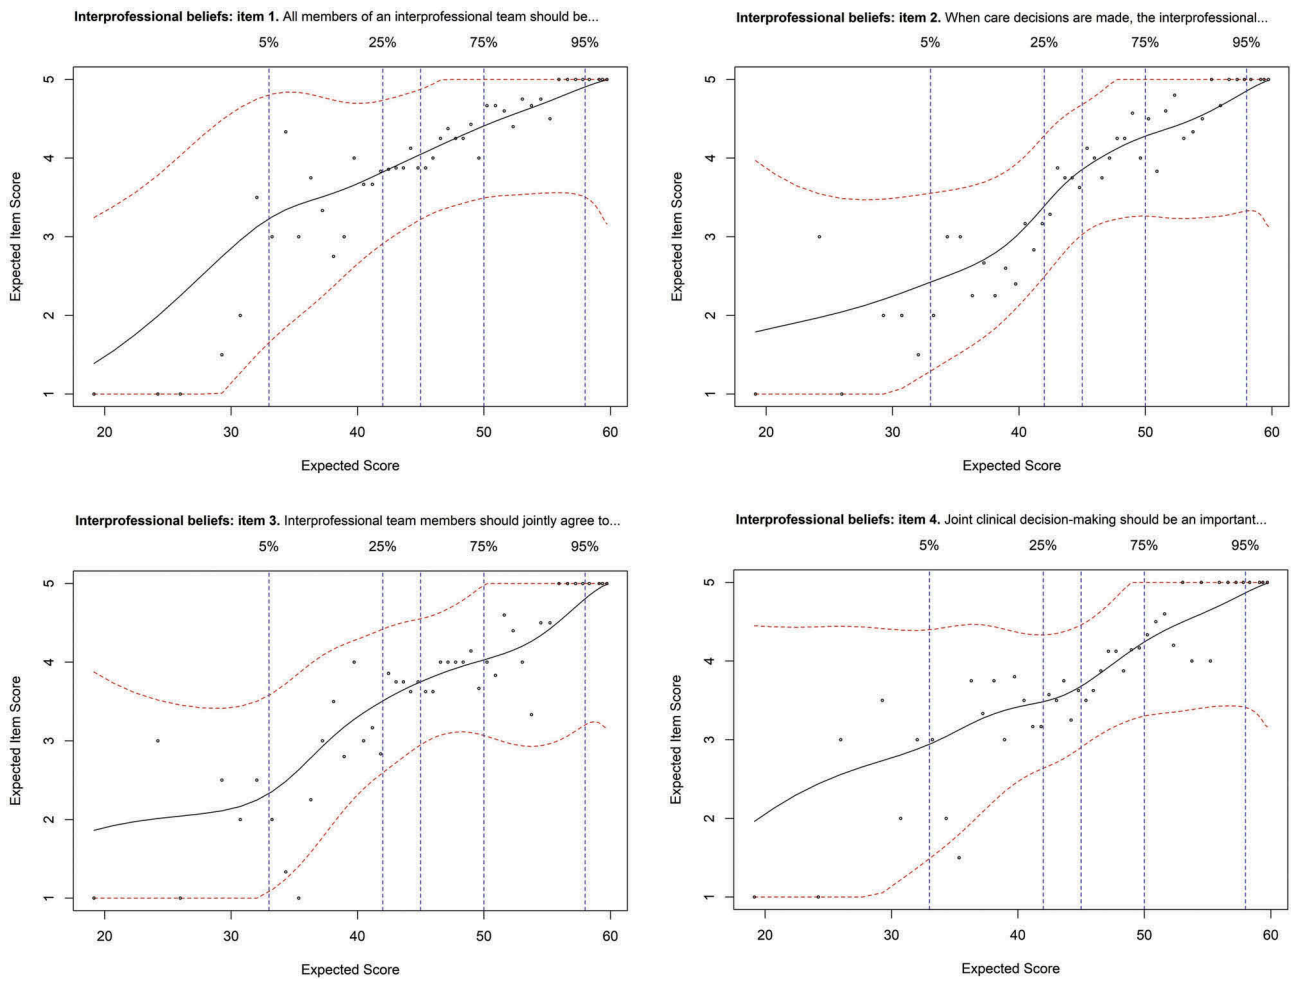 Interprofessional beliefs: item 1. All members of an interprofessional team should be...
5% 25% 75% 95%
5
4
3
2
1
Expected Item Score
20 30 40 50 60
Expected Score
Interprofessional beliefs: item 2. When care decisions are made, the interprofessional...
5% 25% 75% 95%
5
4
3
2
1
Expected Item Score
20 30 40 50 60
Expected Score
Interprofessional beliefs: item 3. Interprofessional team members should jointly agree to...
5% 25% 75% 95%
5
4
3
2
1
Expected Item Score
20 30 40 50 60
Expected Score
Interprofessional beliefs: item 4. Joint clinical decision-making should be an important...
5% 25% 75% 95%
5
4
3
2
1
Expected Item Score
20 30 40 50 60
Expected Score